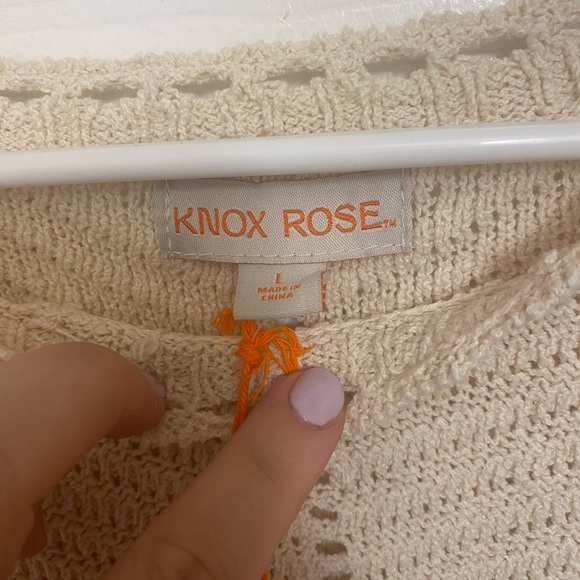 KNOX ROSE™
L
MADE IN
CHINA